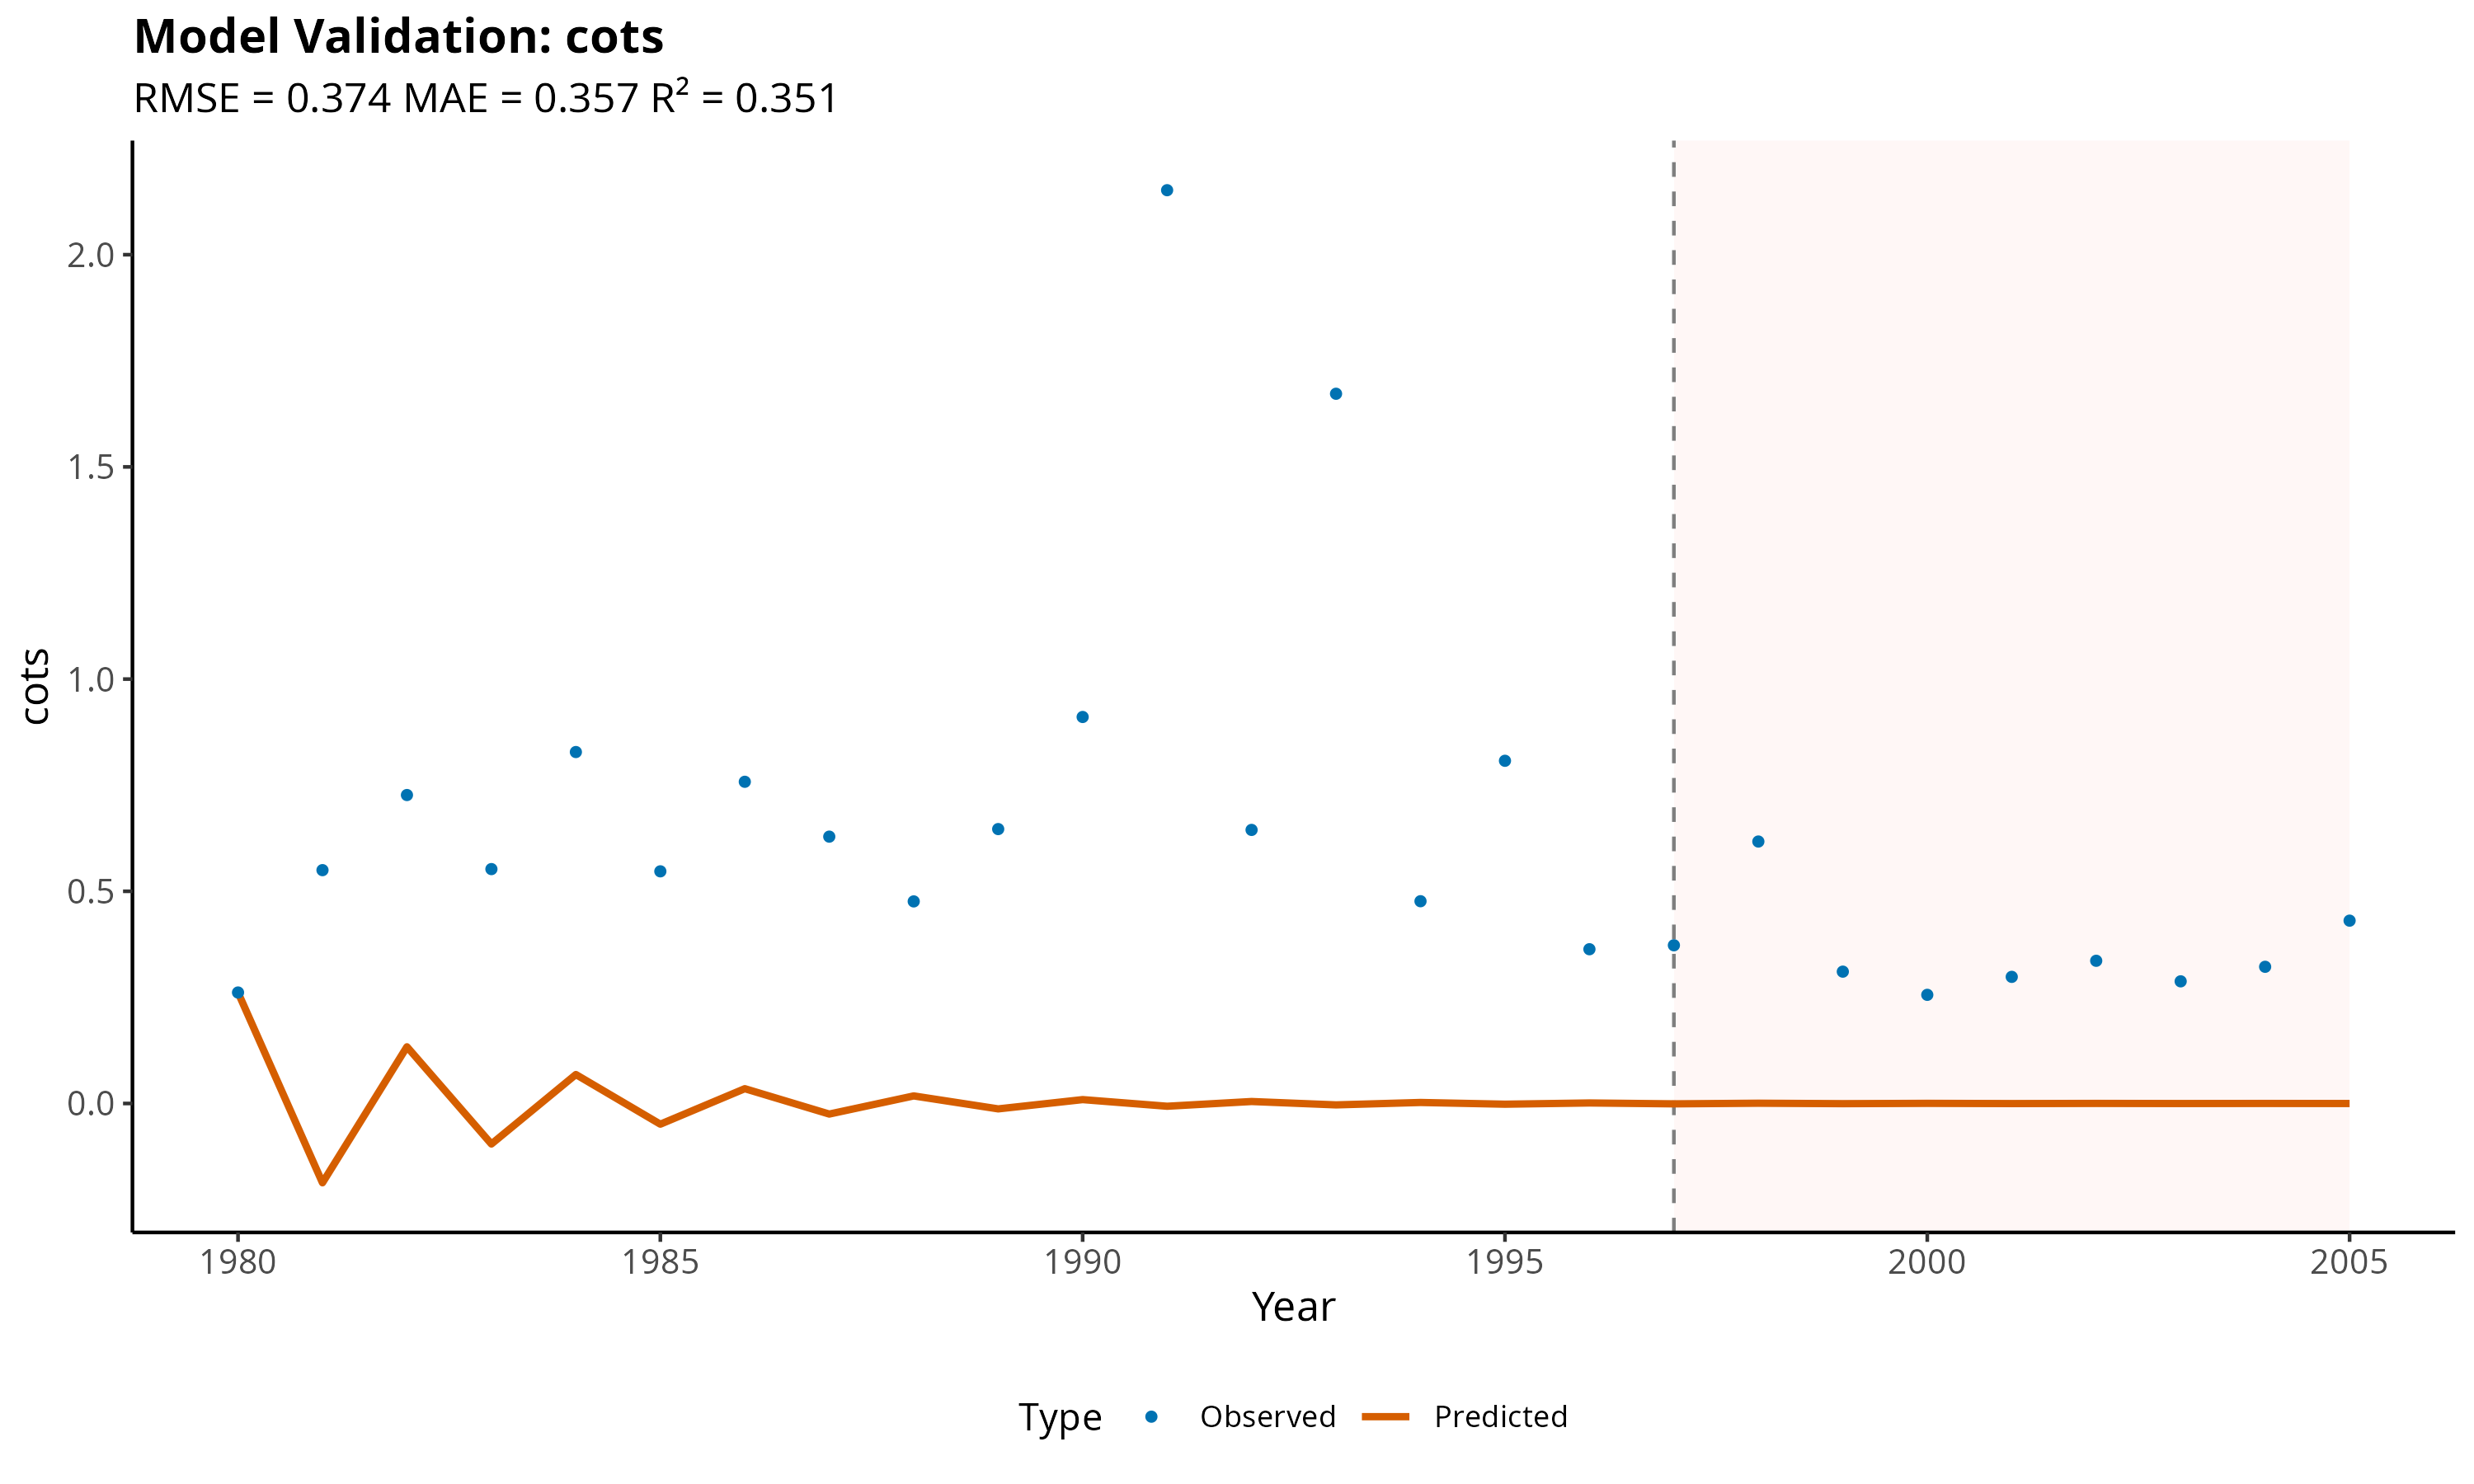 Model Validation: cots
RMSE = 0.374 MAE = 0.357 R² = 0.351
2.0
1.5
1.0
0.5
0.0
cots
1980 1985 1990 1995 2000 2005
Year
Type Observed Predicted